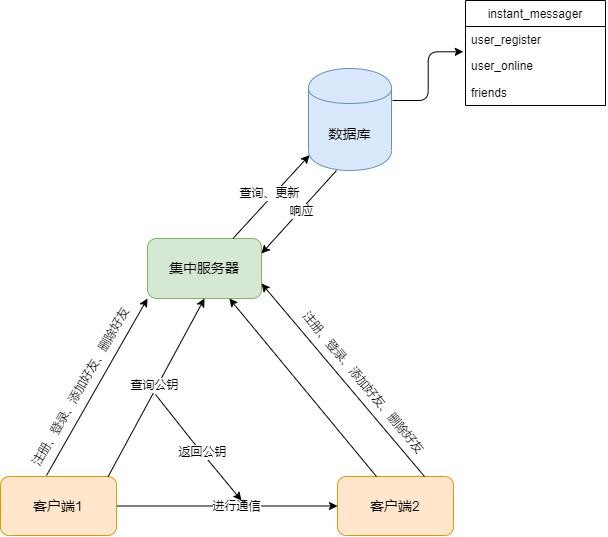 instant_messager
user_register
user_online
friends
数据库
查询、更新
响应
集中服务器
注册、登录、添加好友、删除好友
注册、登录、添加好友、删除好友
查询公钥
返回公钥
客户端1
进行通信
客户端2